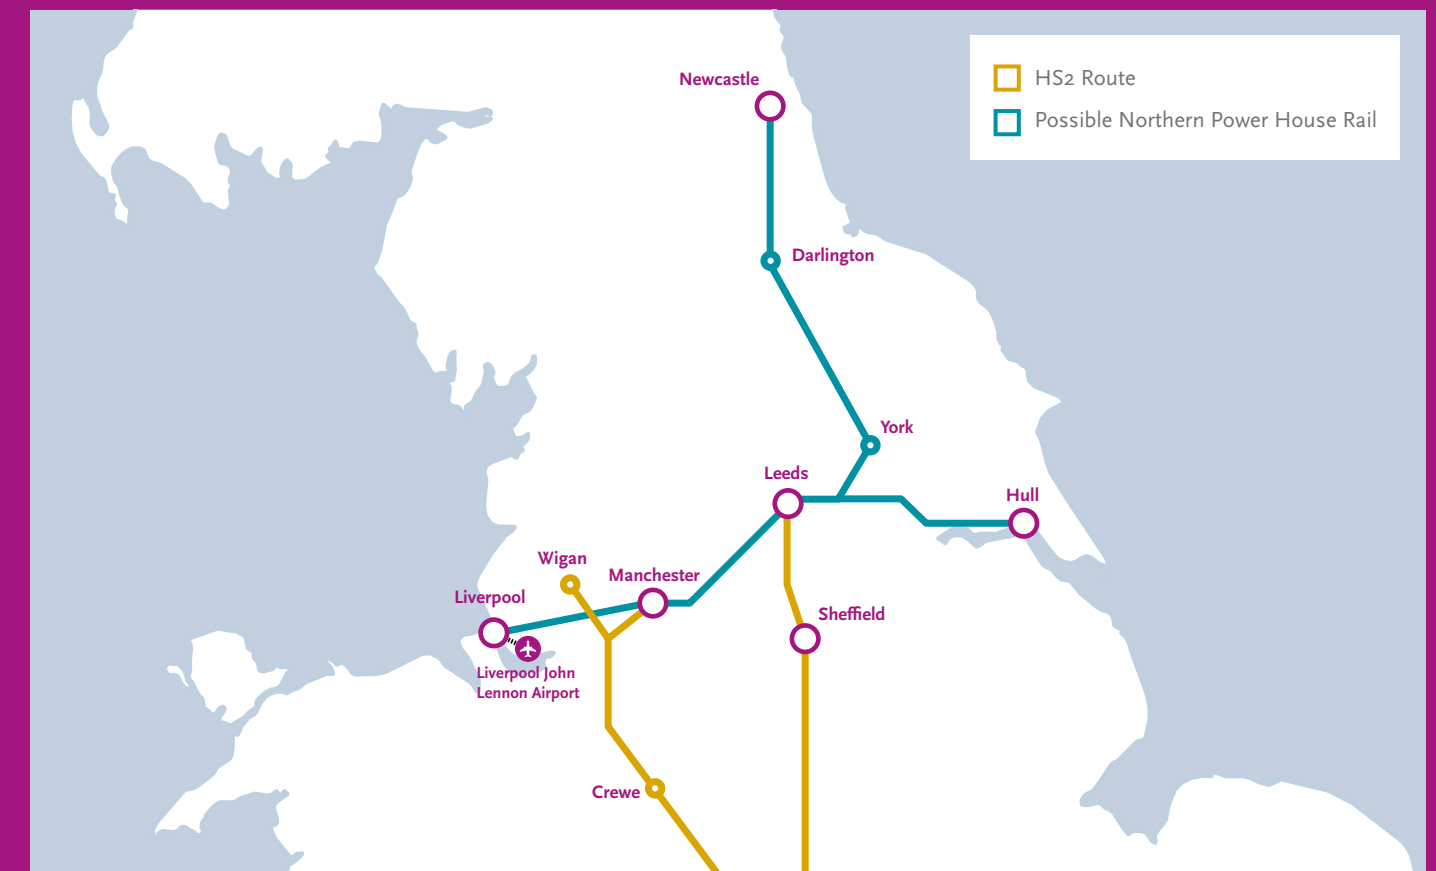 Newcastle
HS2 Route
Possible Northern Power House Rail
Darlington
York
Leeds
Hull
Wigan
Manchester
Liverpool
Sheffield
Liverpool John
Lennon Airport
Crewe